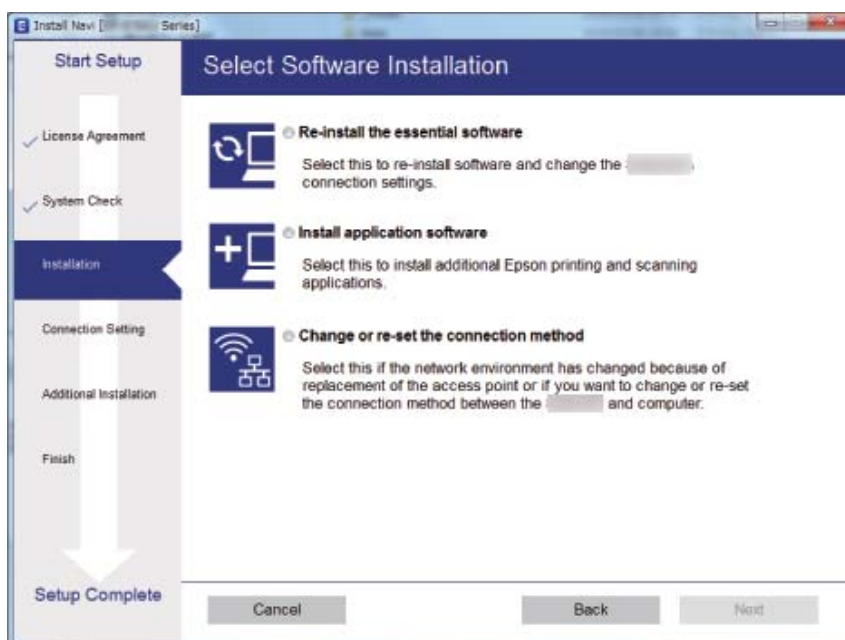 Install Navi [ Series]
Start Setup
License Agreement
System Check
Installation
Connection Setting
Additional Installation
Finish
Setup Complete
Select Software Installation
Re-install the essential software
Select this to re-install software and change the
connection settings.
Install application software
Select this to install additional Epson printing and scanning
applications.
Change or re-set the connection method
Select this if the network environment has changed because of
replacement of the access point or if you want to change or re-set
the connection method between the and computer.
Cancel
Back
Next